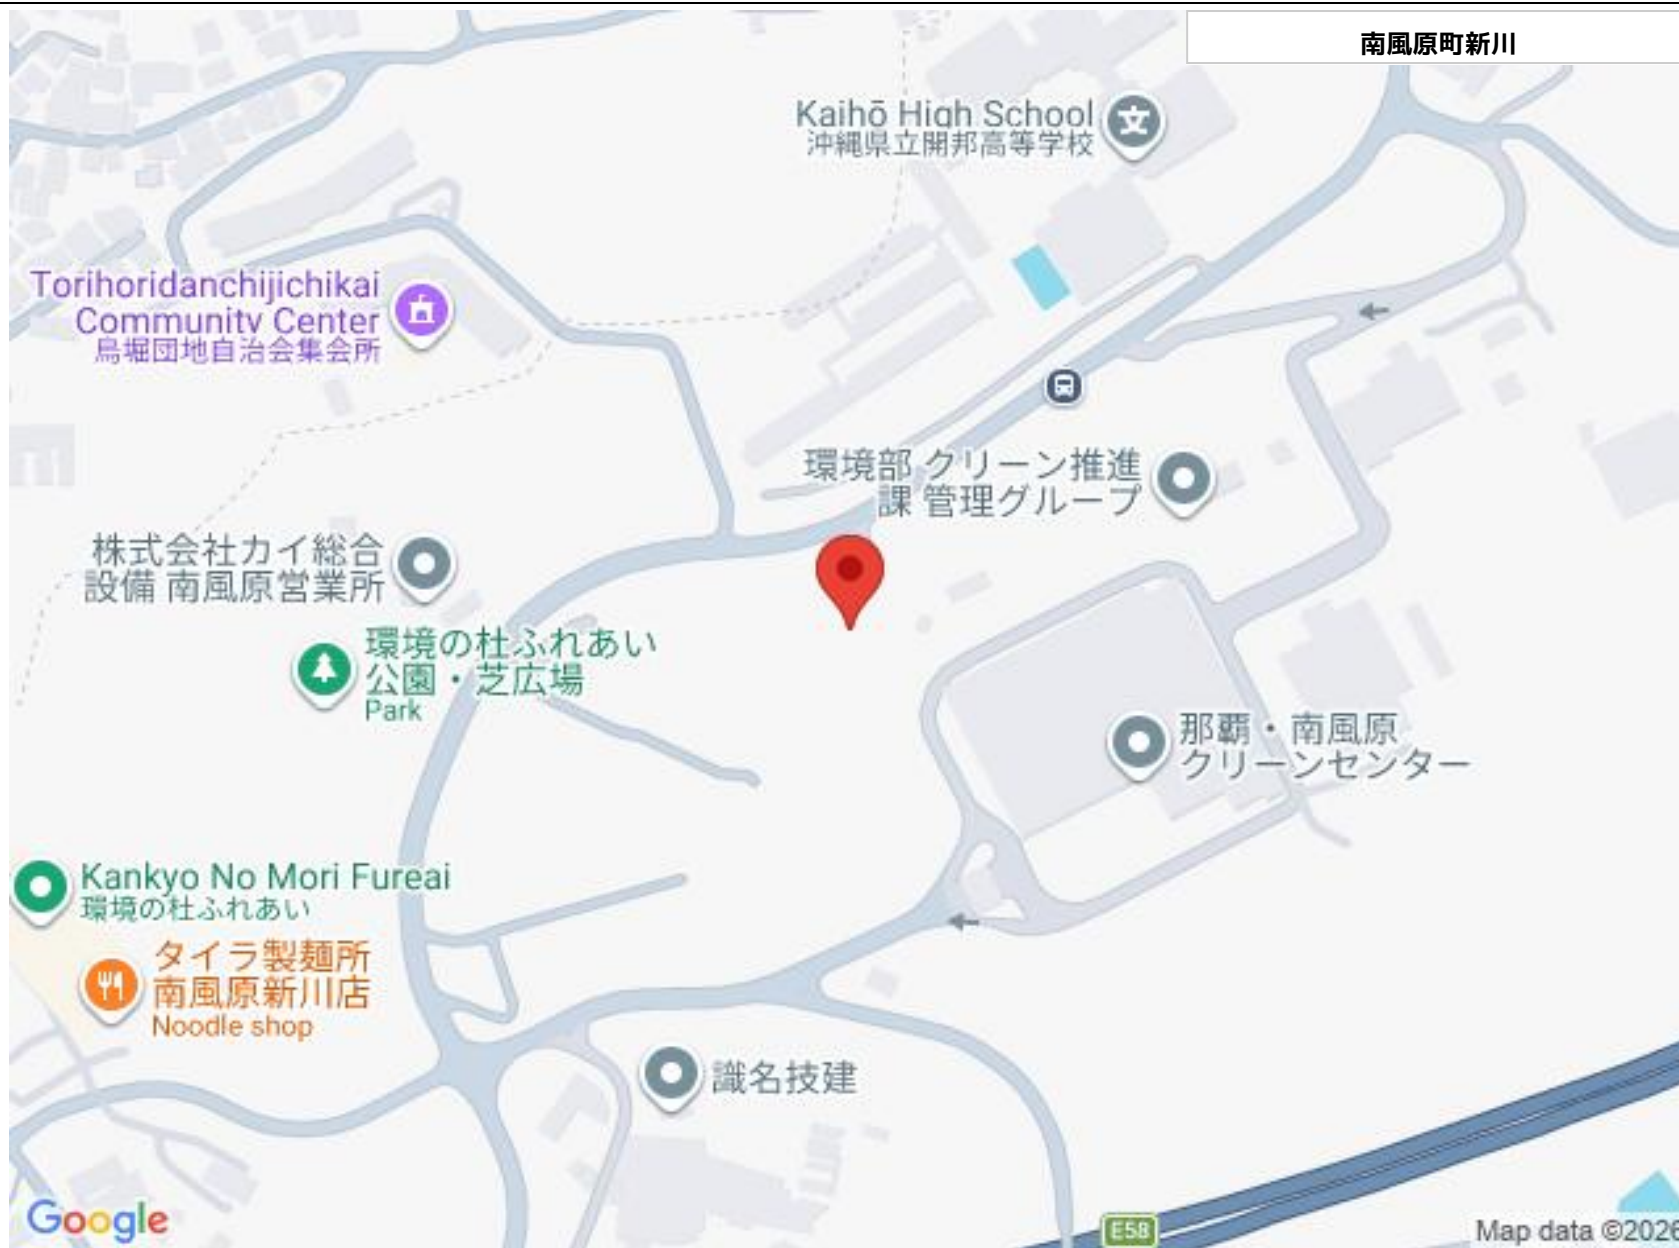 南風原町新川
Kaihō High School
沖縄県立開邦高等学校
Torihoridanchijichikai
Community Center
鳥堀団地自治会集会所
環境部 クリーン推進
課 管理グループ
株式会社カイ総合
設備 南風原営業所
環境の杜ふれあい
公園・芝広場
Park
那覇・南風原
クリーンセンター
Kankyo No Mori Fureai
環境の杜ふれあい
タイラ製麺所
南風原新川店
Noodle shop
識名技建
Google
E58
Map data ©2026